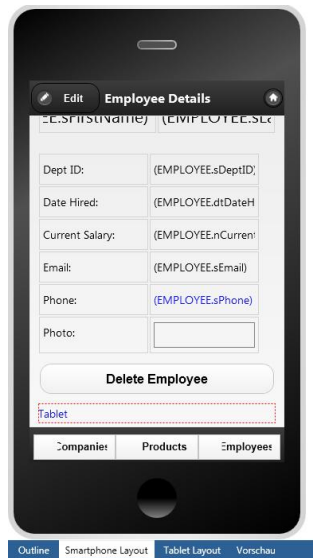 Edit Employee Details
EE.sFirstName) (EMPLOYEE.sLa
Dept ID: (EMPLOYEE.sDeptID)
Date Hired: (EMPLOYEE.dtDateH
Current Salary: (EMPLOYEE.nCurrent
Email: (EMPLOYEE.sEmail)
Phone: (EMPLOYEE.sPhone)
Photo:
Delete Employee
Tablet
Companies Products Employees
Outline Smartphone Layout Tablet Layout Vorschau